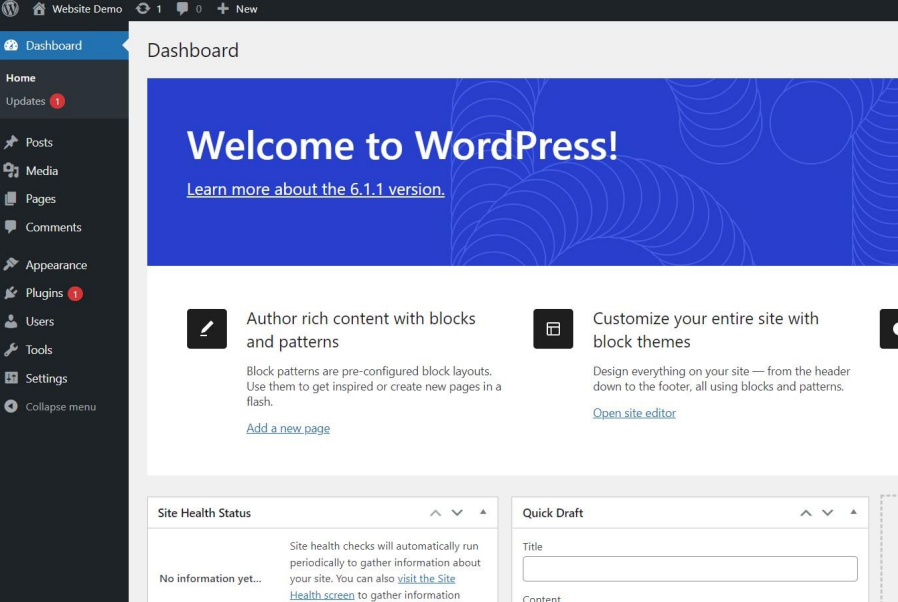 Website Demo 1 0 New
Dashboard
Home
Updates 1
Posts
Media
Pages
Comments
Appearance
Plugins 1
Users
Tools
Settings
Collapse menu
Dashboard
Welcome to WordPress!
Learn more about the 6.1.1 version.
Author rich content with blocks
and patterns
Block patterns are pre-configured block layouts.
Use them to get inspired or create new pages in a
flash.
Add a new page
Customize your entire site with
block themes
Design everything on your site — from the header
down to the footer, all using blocks and patterns.
Open site editor
Site Health Status
No information yet...
Site health checks will automatically run
periodically to gather information about
your site. You can also visit the Site
Health screen to gather information
Quick Draft
Title
Content